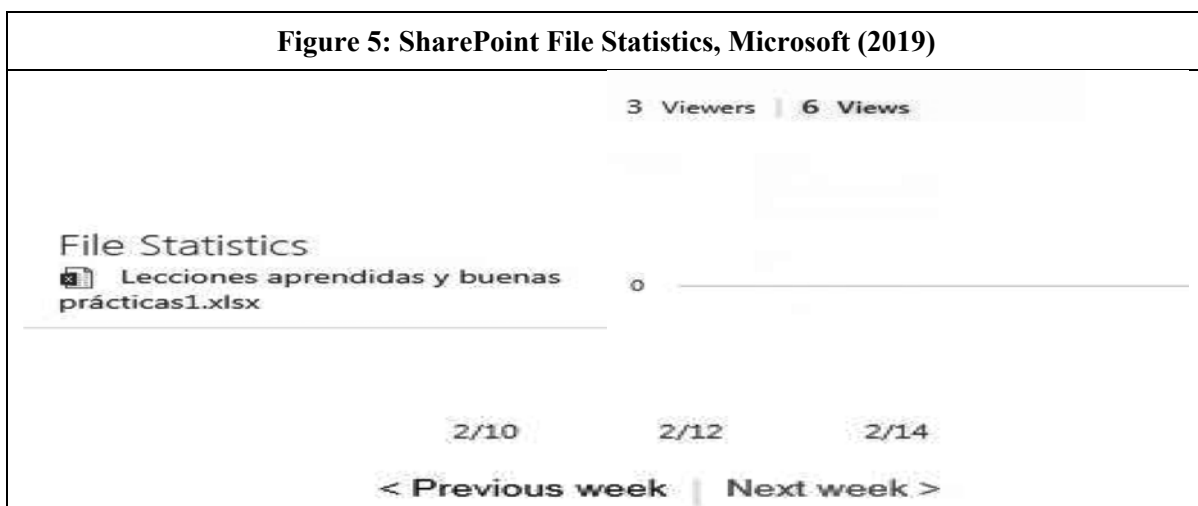 Figure 5: SharePoint File Statistics, Microsoft (2019)
3 Viewers | 6 Views
File Statistics
Lecciones aprendidas y buenas
prácticas1.xlsx
0
2/10 2/12 2/14
< Previous week | Next week >